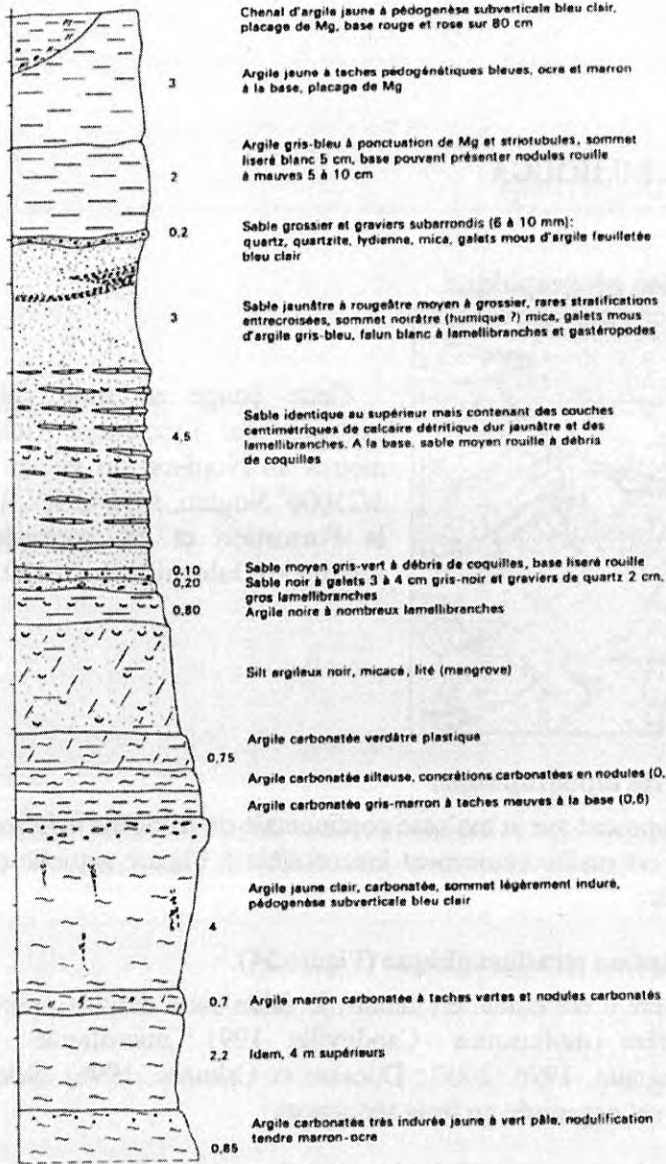 Chenal d'argile jaune à pédogenèse subverticale bleu clair,
placage de Mg, base rouge et rose sur 80 cm
3
Argile jaune à taches pédogénétiques bleues, ocra et marron
à la base, placage de Mg
Argile gris-bleu à ponctuation de Mg et striotubules, sommet
liseré blanc 5 cm, base pouvant présenter nodules rouille
à mauves 5 à 10 cm
2
0,2
Sable grossier et graviers subarrondis (6 à 10 mm):
quartz, quartzite, lydienne, mica, galets mous d'argile feuilletée
bleu clair
3
Sable jaunâtre à rougeâtre moyen à grossier, rares stratifications
entrecroisées, sommet noirâtre (humique ?) mica, galets mous
d'argile gris-bleu, falun blanc à lamellibranches et gastéropodes
4,5
Sable identique au supérieur mais contenant des couches
centimétriques de calcaire détritique dur jaunâtre et des
lamellibranches. A la base, sable moyen rouille à débris
de coquilles
0,10 Sable moyen gris-vert à débris de coquilles, base liseré rouille
0,20 Sable noir à galets 3 à 4 cm gris-noir et graviers de quartz 2 cm,
gros lamellibranches
0,80 Argile noire à nombreux lamellibranches
Silt argileux noir, micacé, lité (mangrove)
Argile carbonatée verdâtre plastique
0,75
Argile carbonatée silteuse, concrétions carbonatées en nodules (0,
Argile carbonatée gris-marron à taches mauves à la base (0,6)
Argile jaune clair, carbonatée, sommet légèrement induré,
pédogenèse subverticale bleu clair
4
0,7 Argile marron carbonatée à taches vertes et nodules carbonatés
2,2 Idem, 4 m supérieurs
Argile carbonatée très indurée jaune à vert pâle, nodulification
tendre marron-ocre
0,85